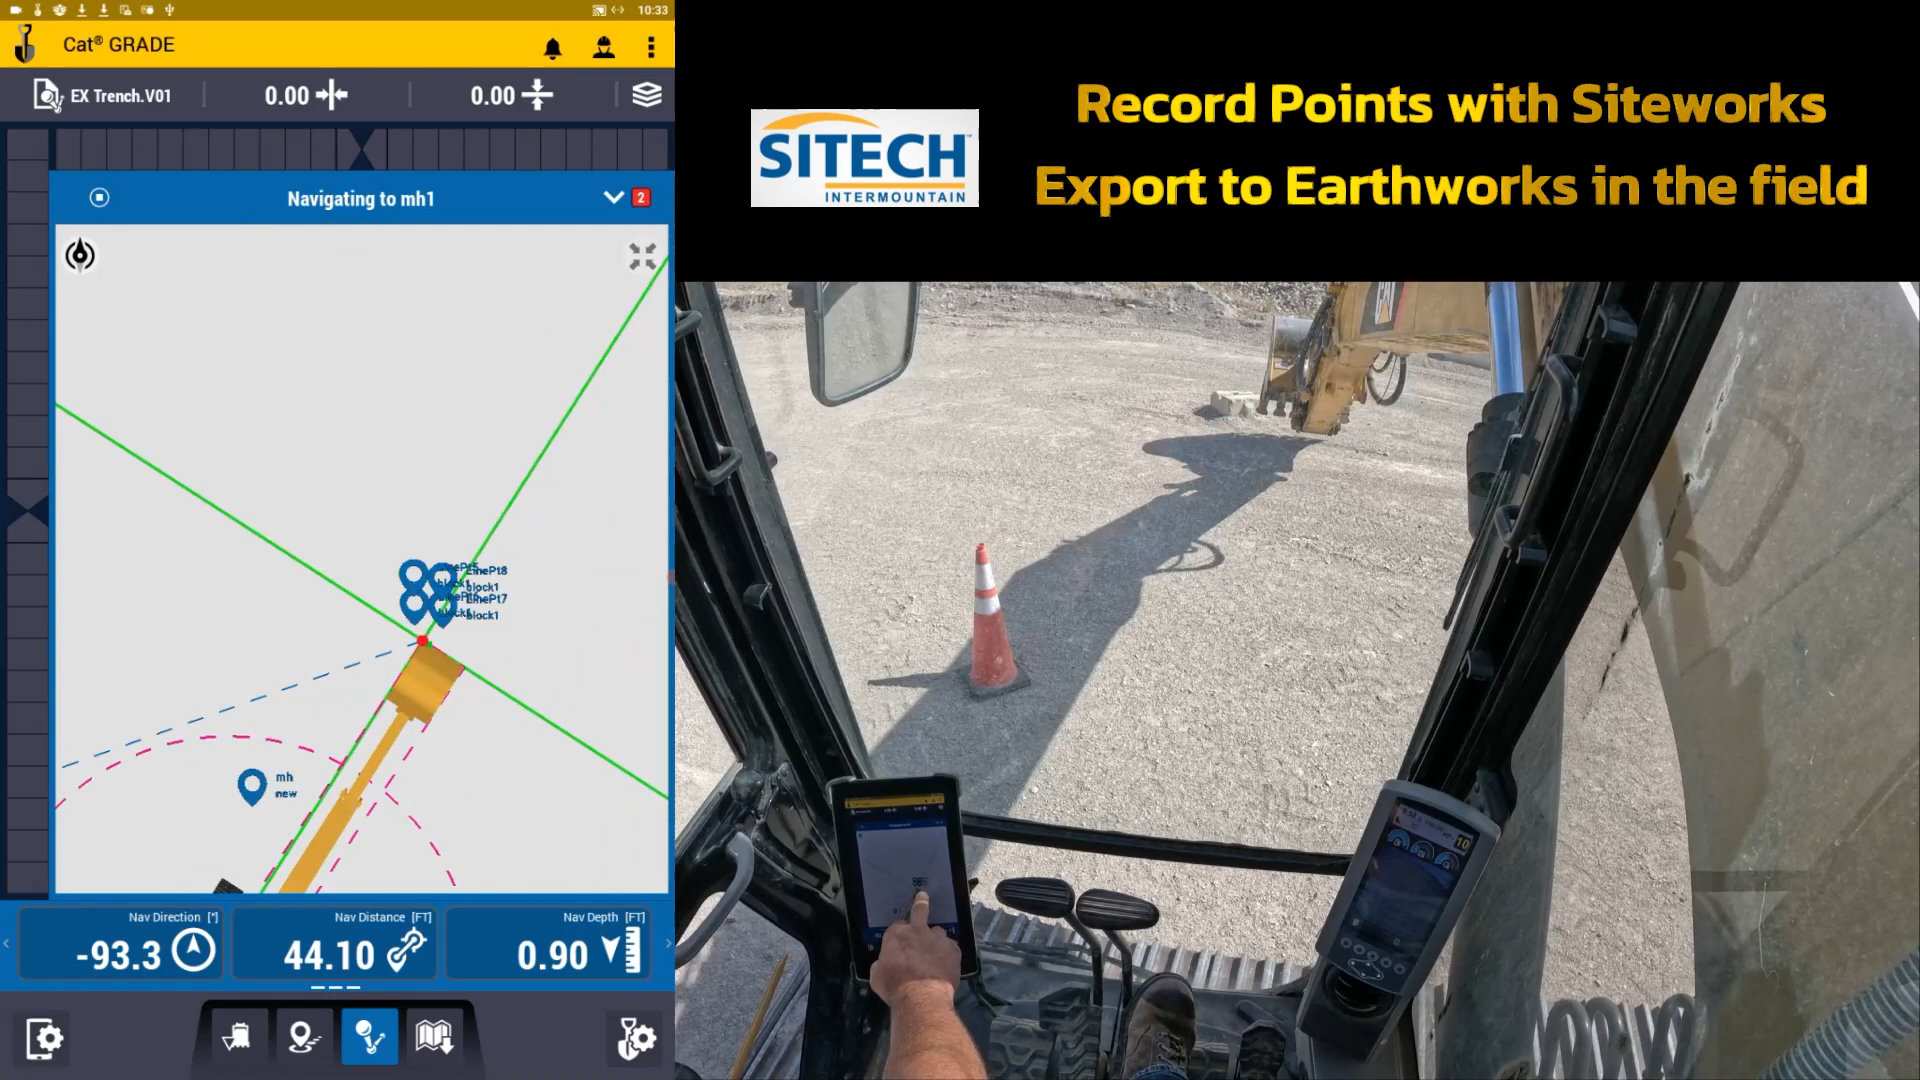 10:33
Cat® GRADE
EX Trench.V01
0.00
0.00
Navigating to mh1
2
LinePt8
block1
LinePt7
block1
mh
new
Nav Direction [°]
-93.3
Nav Distance [FT]
44.10
Nav Depth [FT]
0.90
SITECH
INTERMOUNTAIN
Record Points with Siteworks
Export to Earthworks in the field
10